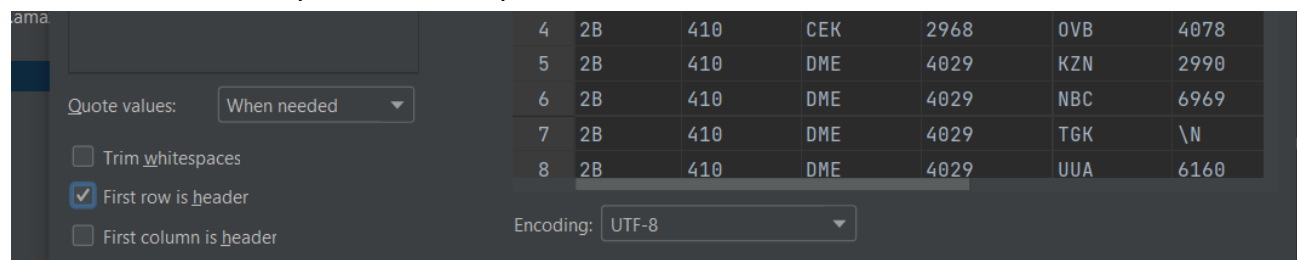 .ama
Quote values: When needed
Trim whitespaces
First row is header
First column is header
4 2B 410 CEK 2968 OVB 4078
5 2B 410 DME 4029 KZN 2990
6 2B 410 DME 4029 NBC 6969
7 2B 410 DME 4029 TGK \N
8 2B 410 DME 4029 UUA 6160
Encoding: UTF-8